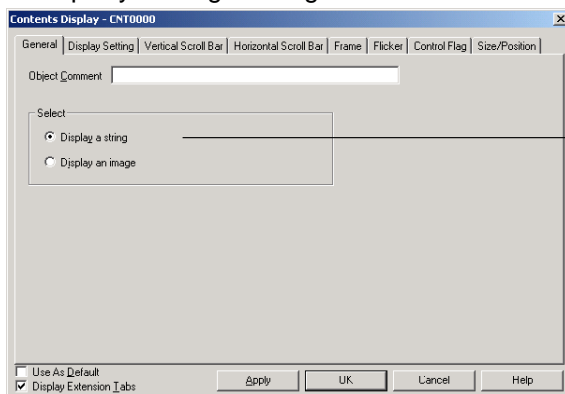 Contents Display - CNT0000
General Display Setting Vertical Scroll Bar Horizontal Scroll Bar Frame Flicker Control Flag Size/Position
Object Comment
Select
Display a string
Display an image
Use As Default
Display Extension Tabs
Apply OK Cancel Help